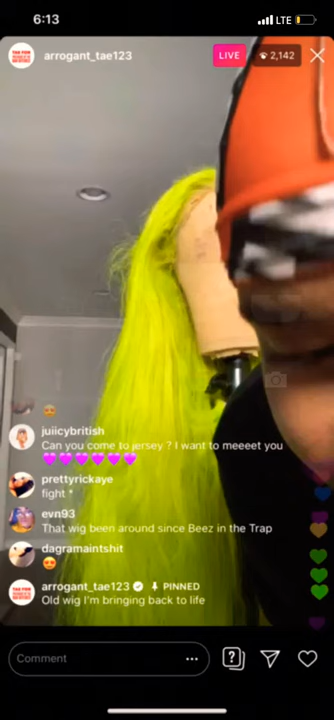 6:13
LTE
arrogant_tae123
LIVE
2,142
juiicybritish
Can you come to jersey ? I want to meeeet you
prettyrickaye
fight *
evn93
That wig been around since Beez in the Trap
dagramaintshit
arrogant_tae123 PINNED
Old wig I'm bringing back to life
Comment